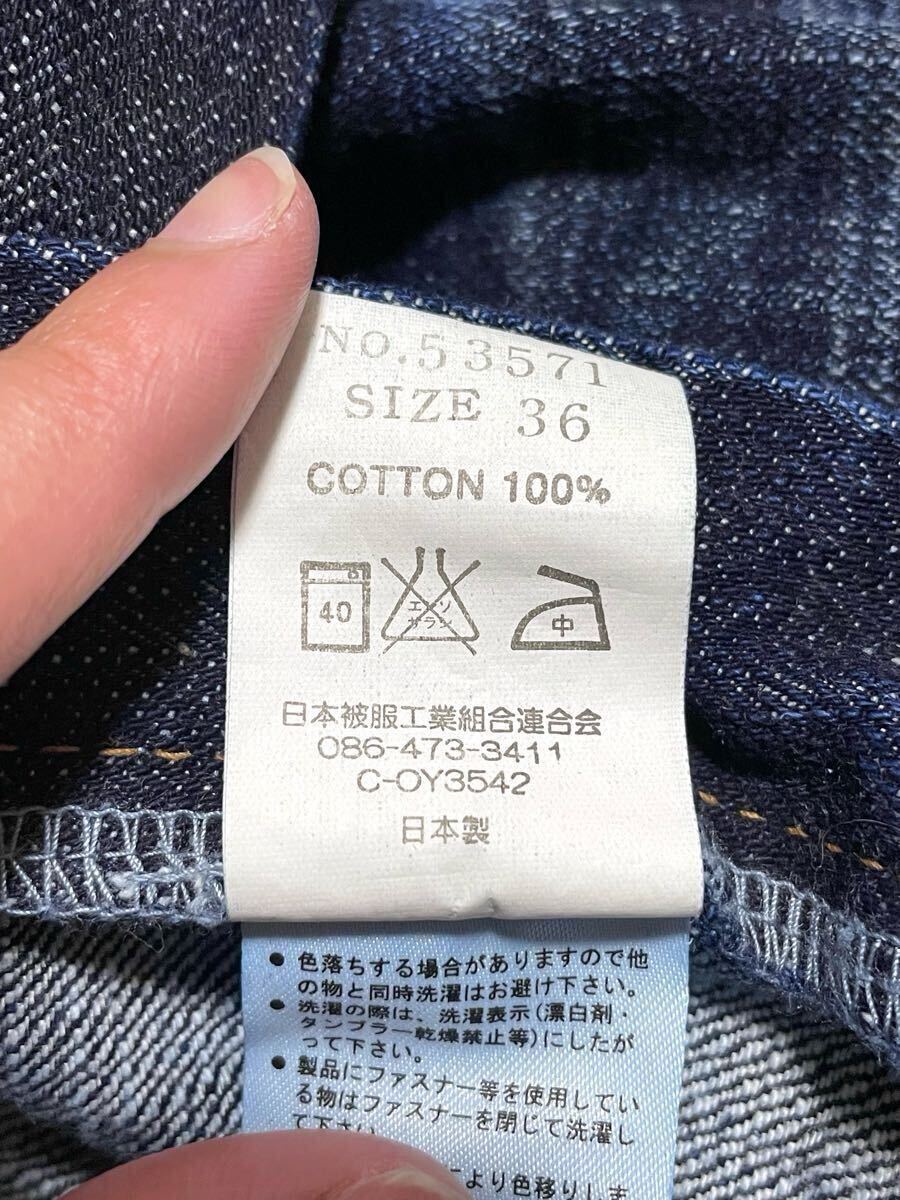 No.53571
SIZE 36
COTTON 100%
40
エンソ
サラシ
中
日本被服工業組合連合会
086-473-3411
C-OY3542
日本製
● 色落ちする場合がありますので他
の物と同時洗濯はお避け下さい。
● 洗濯の際は、洗濯表示(漂白剤・
タンブラー乾燥禁止等)にしたが
って下さい。
● 製品にファスナー等を使用してい
る物はファスナーを閉じて洗濯し
て下さい。
により色移りしま